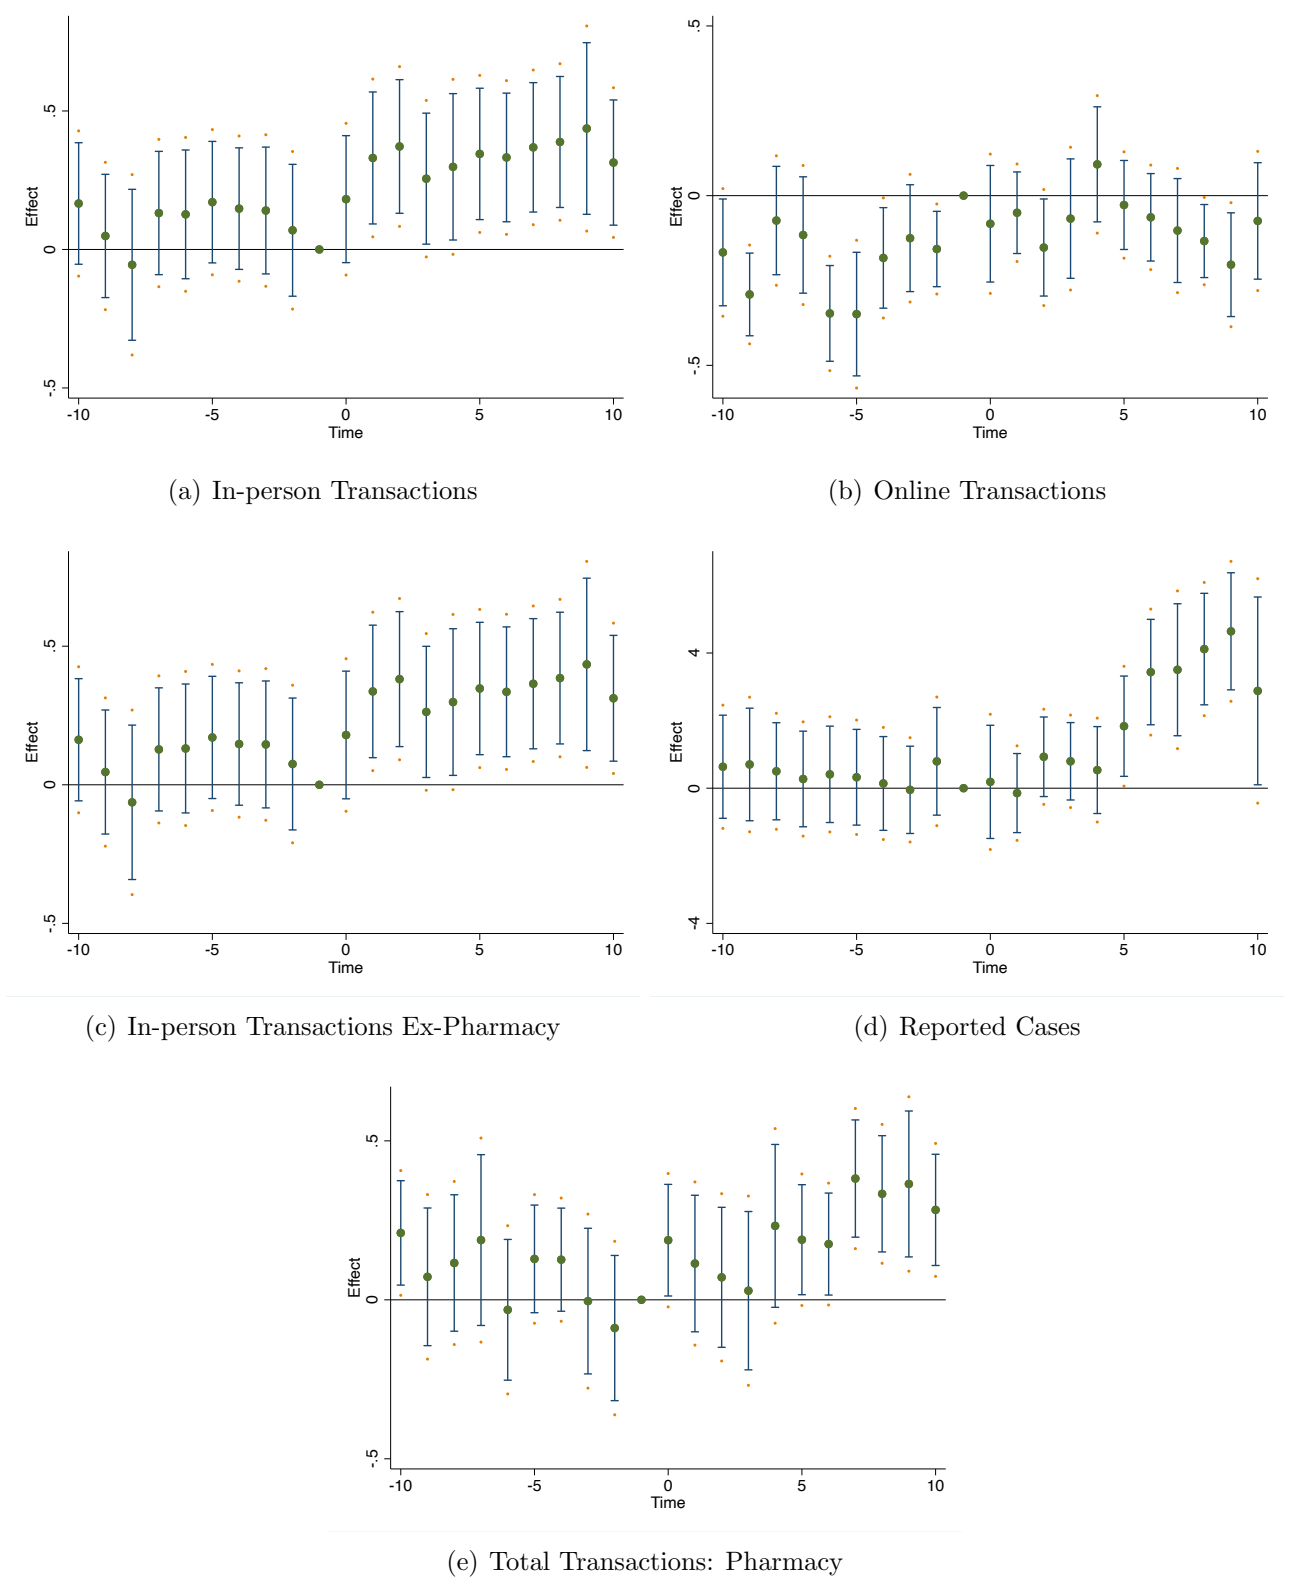 .5
0
-.5
Effect
-10 -5 0 5 10
Time
(a) In-person Transactions
.5
0
-.5
Effect
-10 -5 0 5 10
Time
(b) Online Transactions
.5
0
-.5
Effect
-10 -5 0 5 10
Time
(c) In-person Transactions Ex-Pharmacy
4
0
-4
Effect
-10 -5 0 5 10
Time
(d) Reported Cases
.5
0
-.5
Effect
-10 -5 0 5 10
Time
(e) Total Transactions: Pharmacy